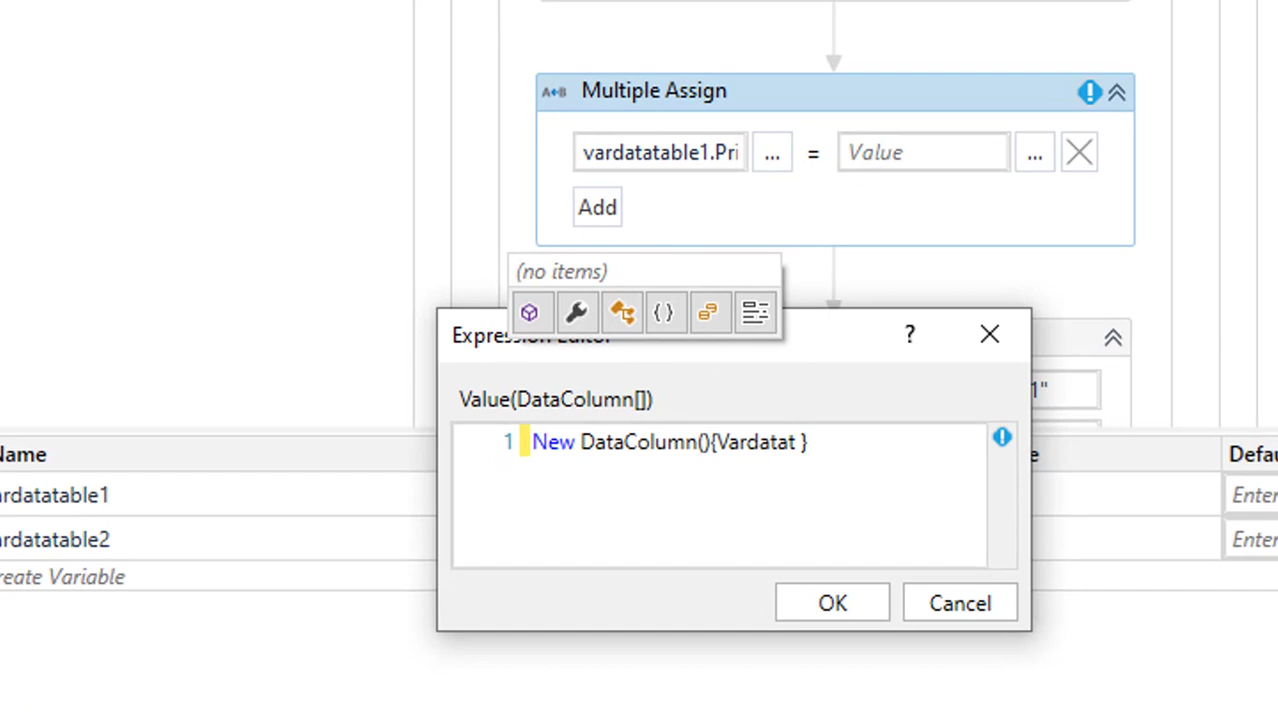 A B Multiple Assign
vardatatable1.Pri ... = Value ...
Add
(no items)
{ }
Expression Editor ?
Value(DataColumn[])
1"
1 New DataColumn(){Vardatat }
Name
Defau
ardatatable1
Enter
ardatatable2
Enter
reate Variable
OK Cancel